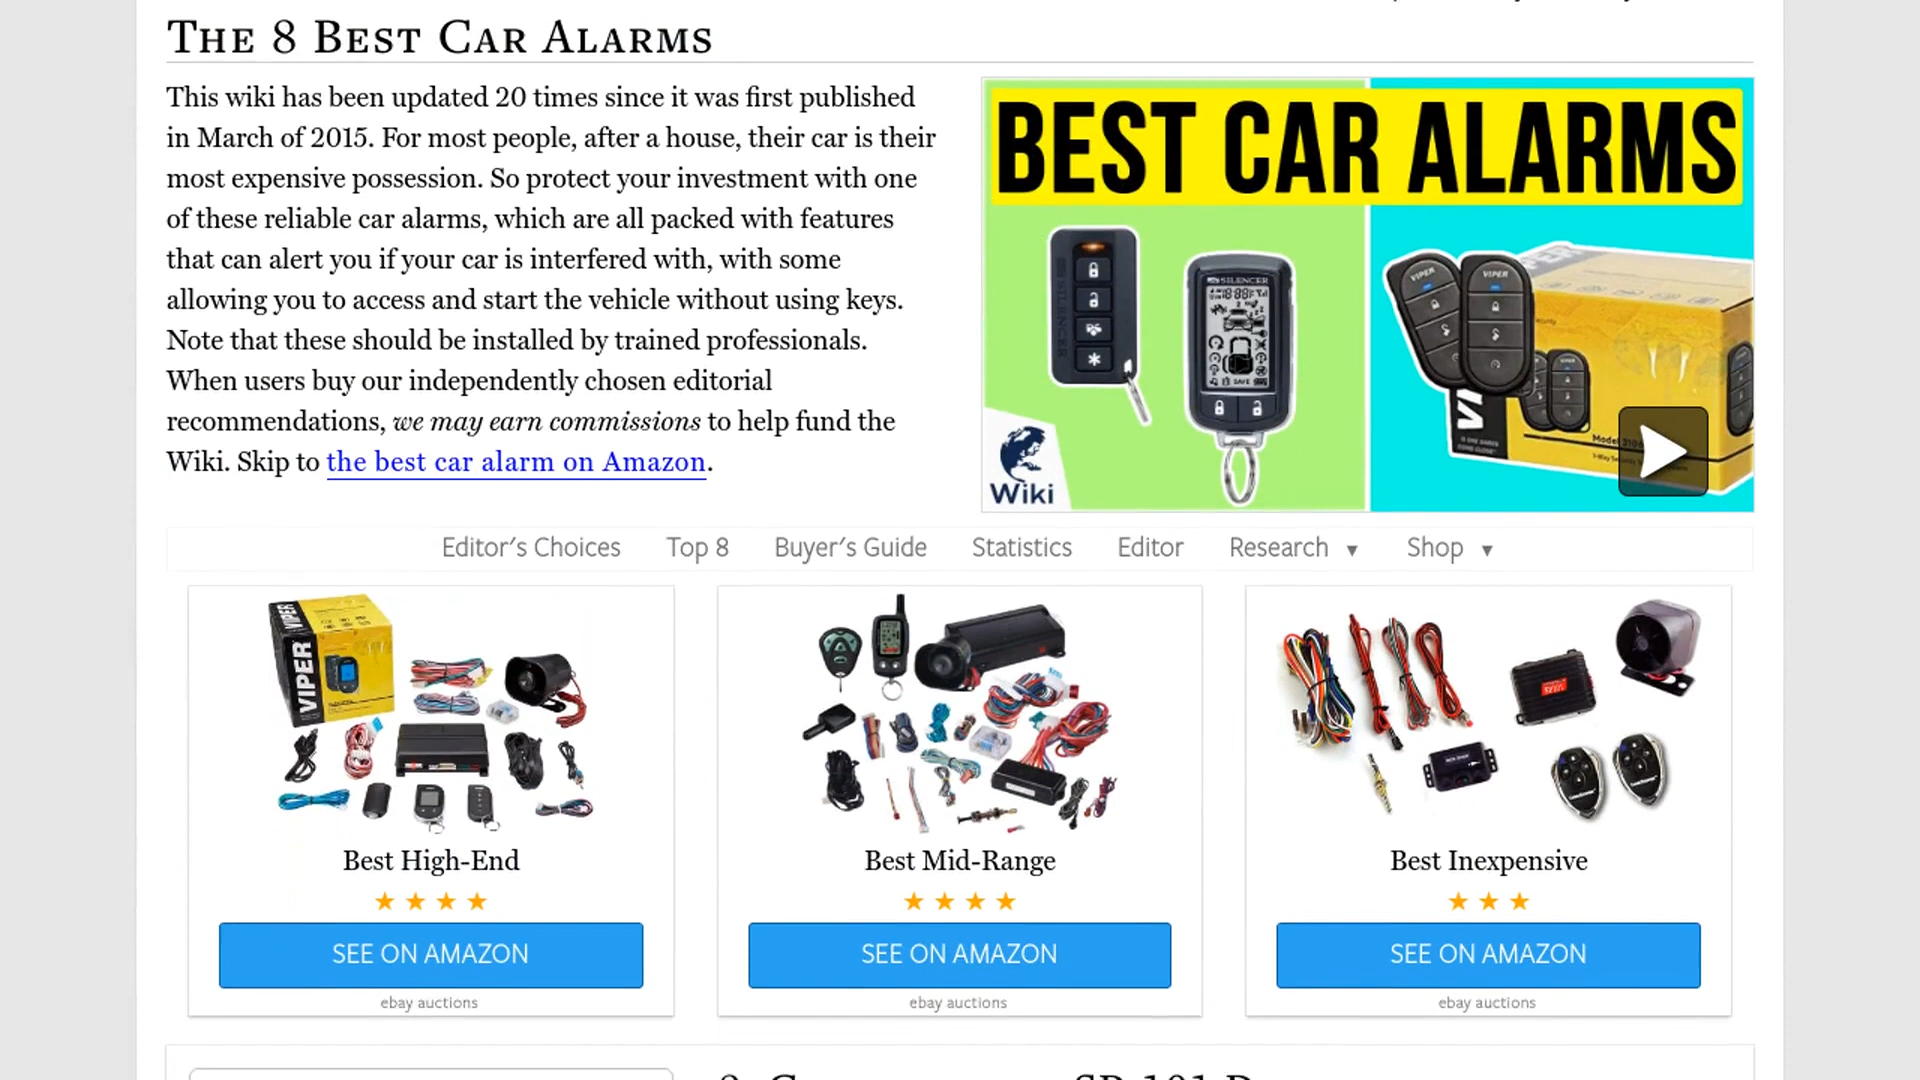 The 8 Best Car Alarms
This wiki has been updated 20 times since it was first published
in March of 2015. For most people, after a house, their car is their
most expensive possession. So protect your investment with one
of these reliable car alarms, which are all packed with features
that can alert you if your car is interfered with, with some
allowing you to access and start the vehicle without using keys.
Note that these should be installed by trained professionals.
When users buy our independently chosen editorial
recommendations, we may earn commissions to help fund the
Wiki. Skip to the best car alarm on Amazon.
BEST CAR ALARMS
SILENCER
VIPER
VIPER
Wiki
Editor's Choices Top 8 Buyer's Guide Statistics Editor Research ▼ Shop ▼
VIPER
VIPER
Best High-End
★ ★ ★ ★
SEE ON AMAZON
ebay auctions
Best Mid-Range
★ ★ ★ ★
SEE ON AMAZON
ebay auctions
Best Inexpensive
★ ★ ★
SEE ON AMAZON
ebay auctions